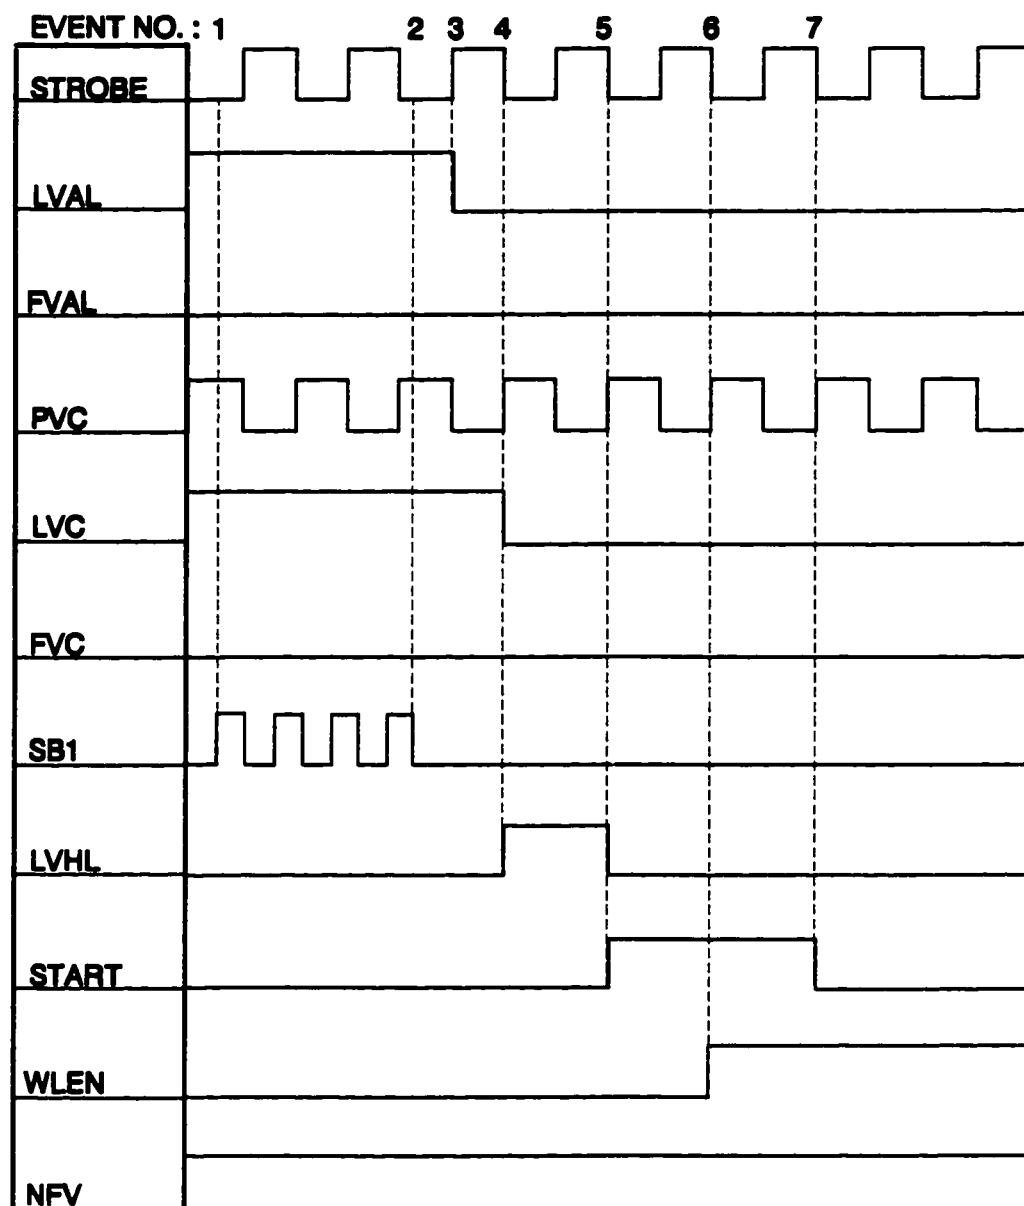 EVENT NO. : 1 2 3 4 5 6 7
STROBE
LVAL
FVAL
PVC
LVC
FVC
SB1
LVHL
START
WLEN
NFV